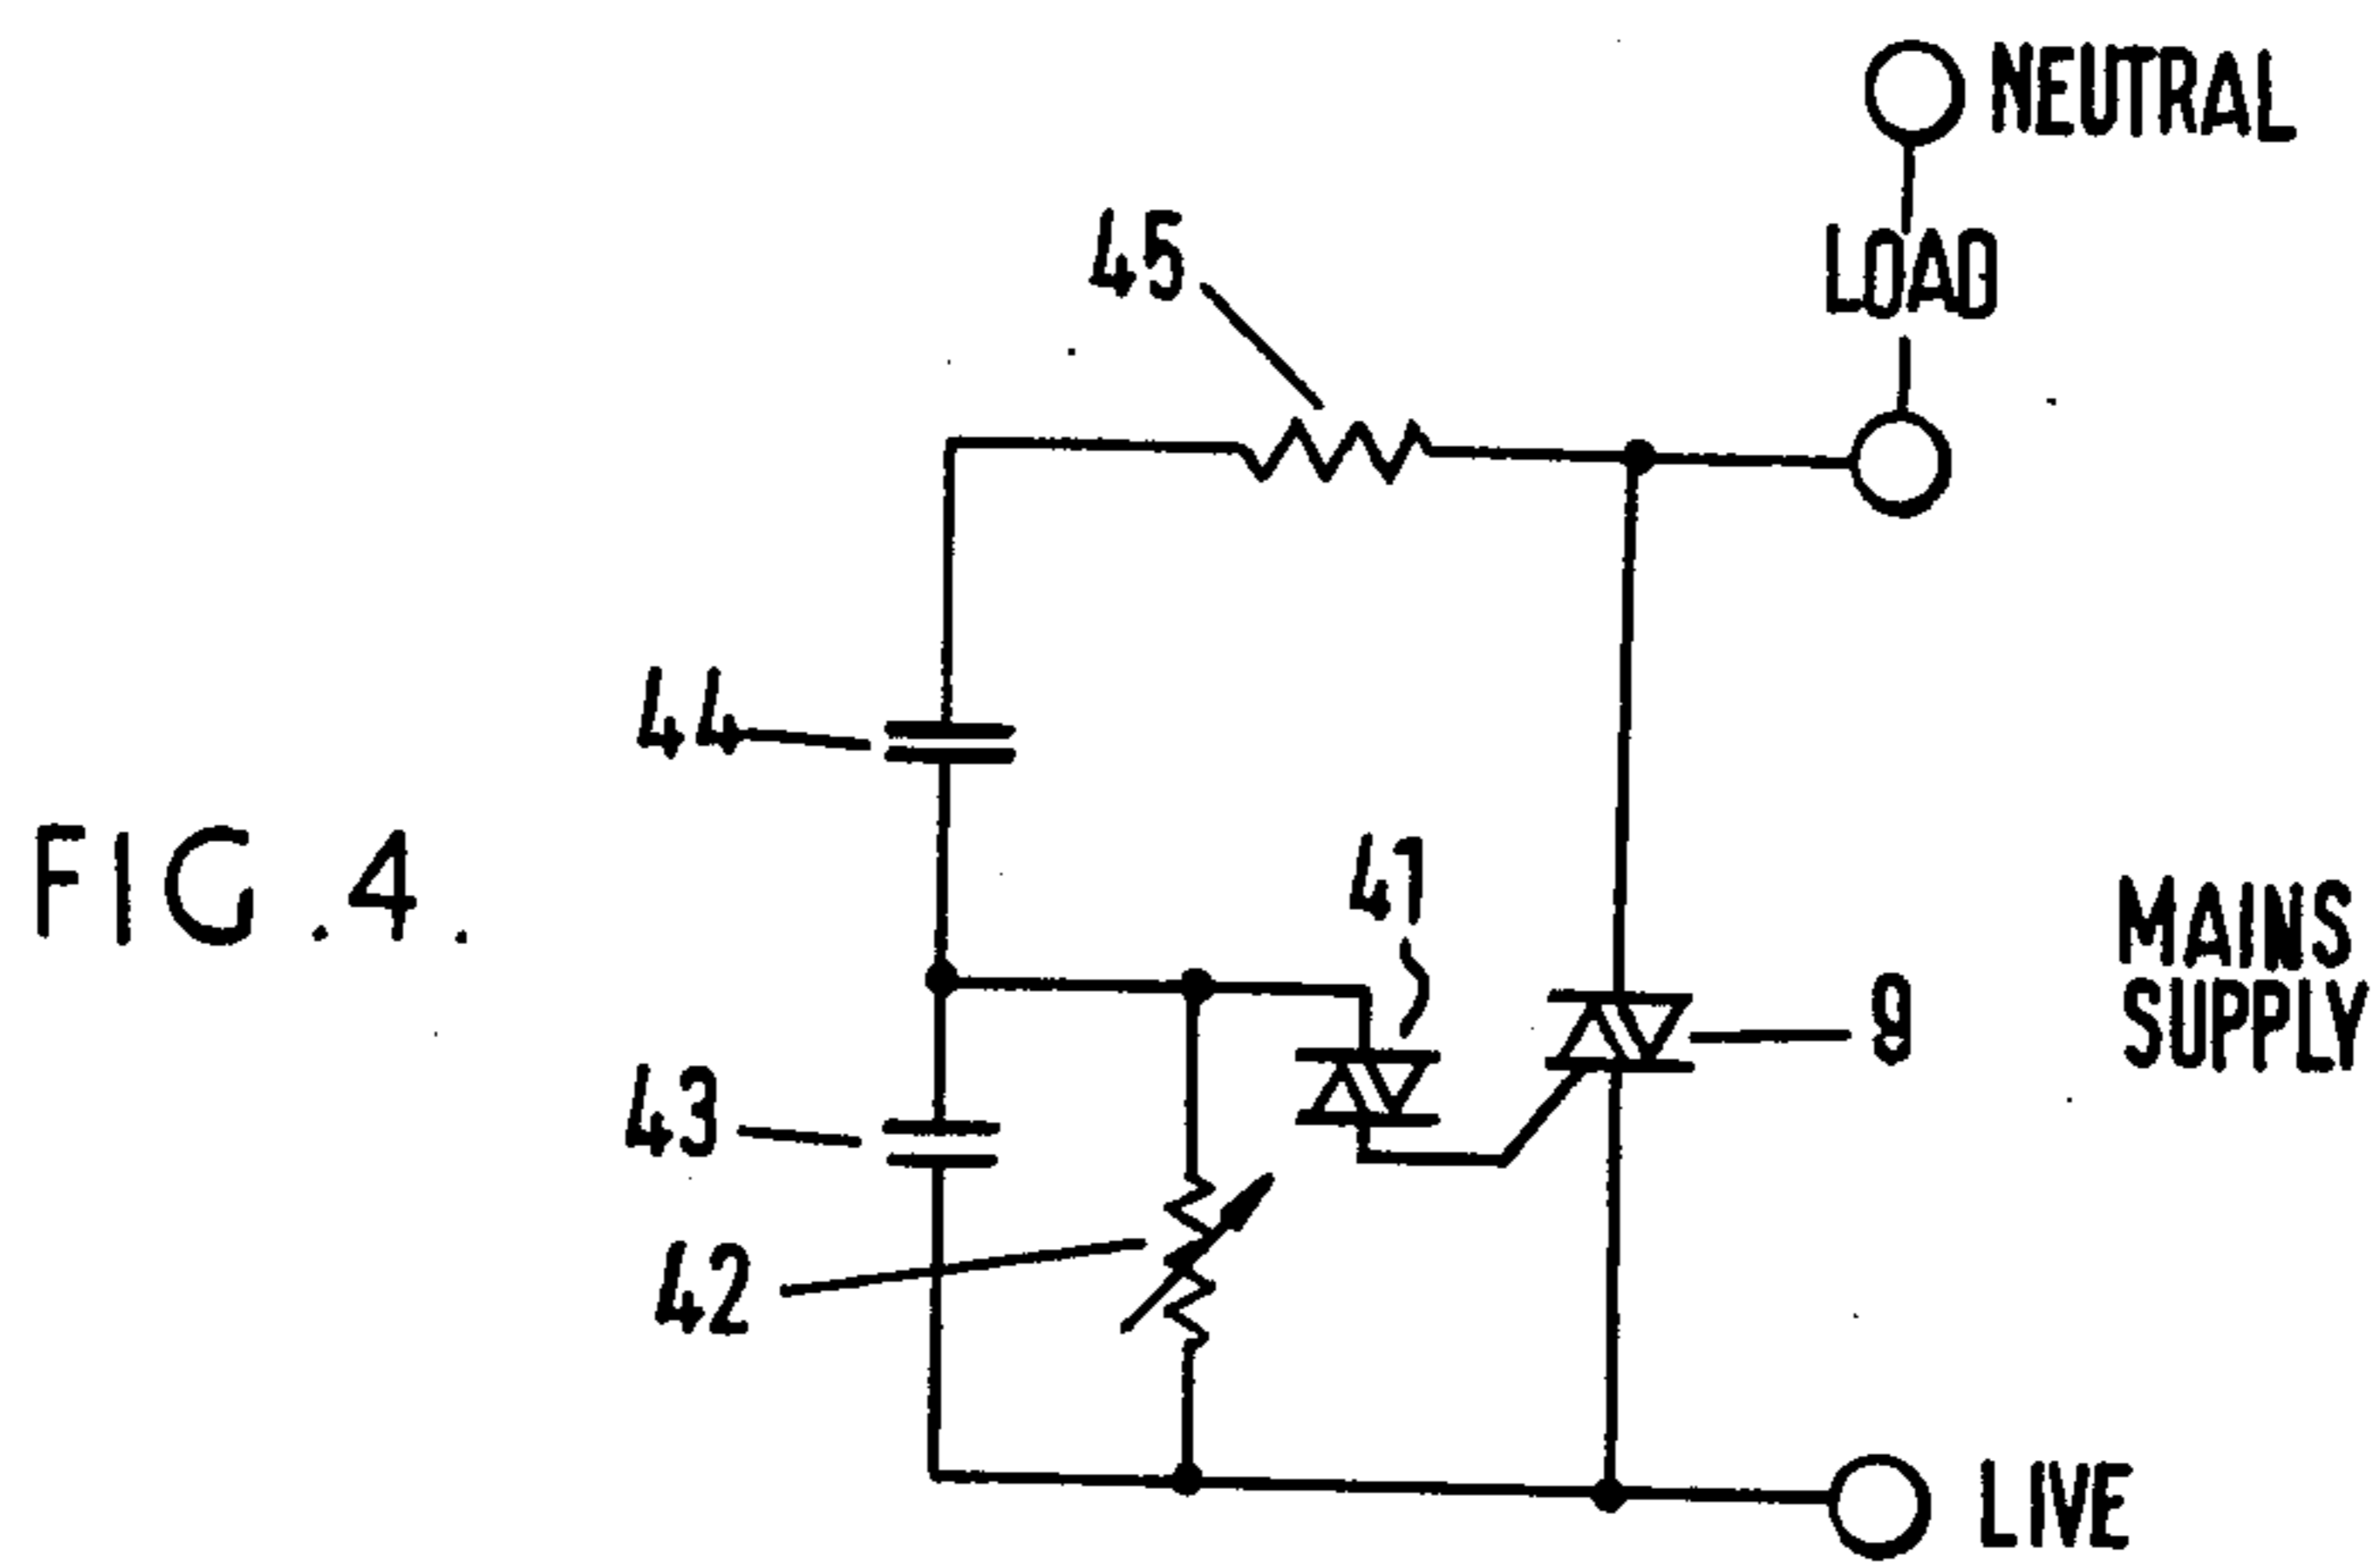 NEUTRAL
LOAD
45
44
FIG.4.
41
MAINS
SUPPLY
9
43
42
LIVE